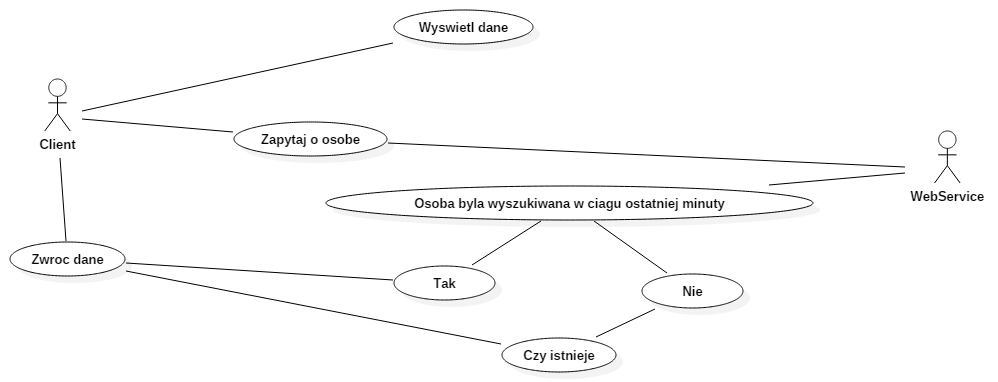 Wyswietl dane
Client
Zapytaj o osobe
WebService
Osoba byla wyszukiwana w ciagu ostatniej minuty
Zwroc dane
Tak
Nie
Czy istnieje